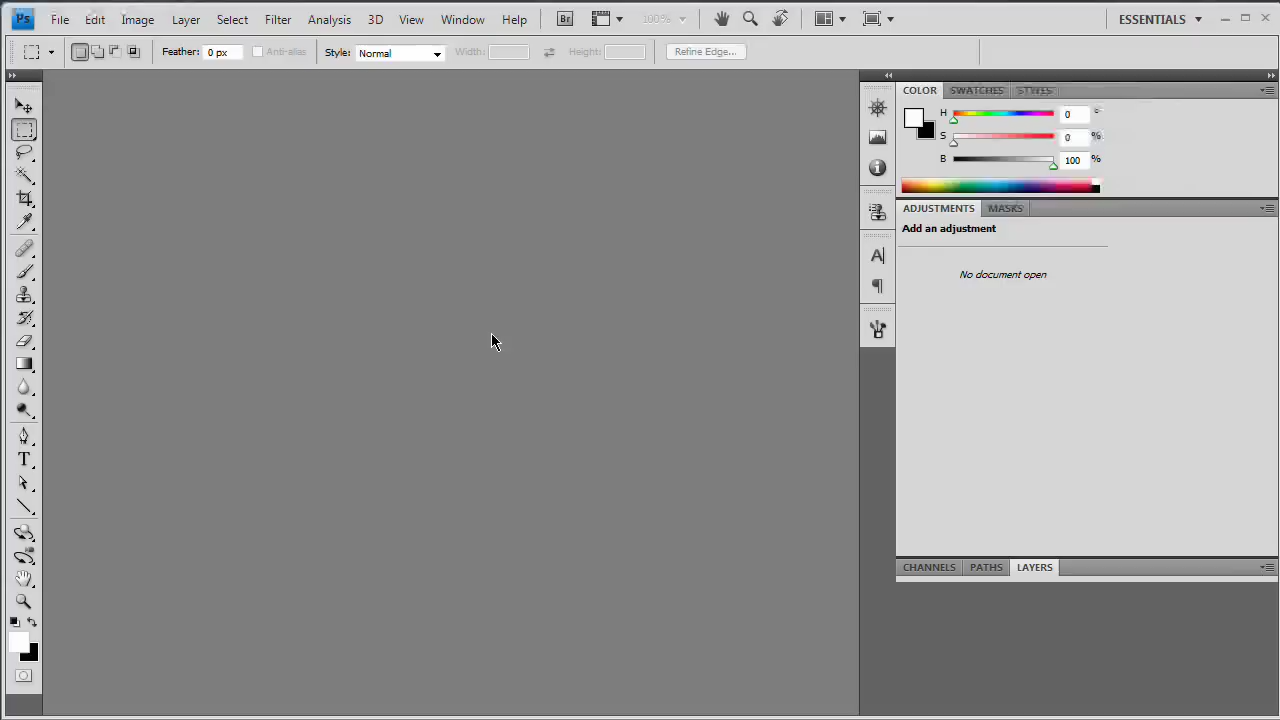 Ps File Edit Image Layer Select Filter Analysis 3D View Window Help Br 100% ESSENTIALS
Feather: 0 px Anti-alias Style: Normal Width: Height: Refine Edge...
COLOR SWATCHES STYLES
H 0 °
S 0 %
B 100 %
ADJUSTMENTS MASKS
Add an adjustment
No document open
A
T
CHANNELS PATHS LAYERS